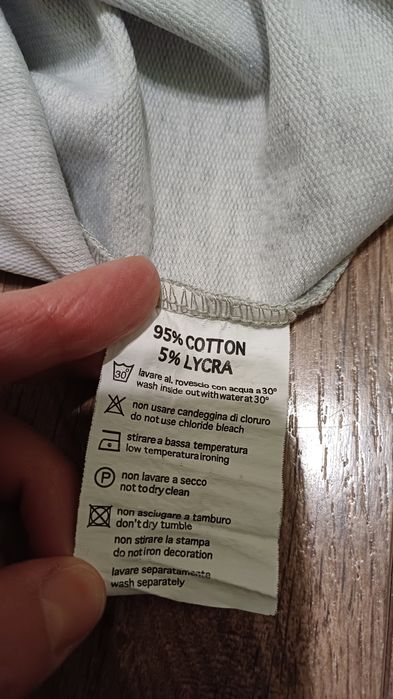 95% COTTON
5% LYCRA
30°
lavare al. rovescio con acqua a 30°
wash inside out with water at 30°
non usare candeggina di cloruro
do not use chloride bleach
stirare a bassa temperatura
low temperature ironing
P
non lavare a secco
not to dry clean
non asciugare a tamburo
don't dry tumble
non stirare la stampa
do not iron decoration
lavare separatamente
wash separately